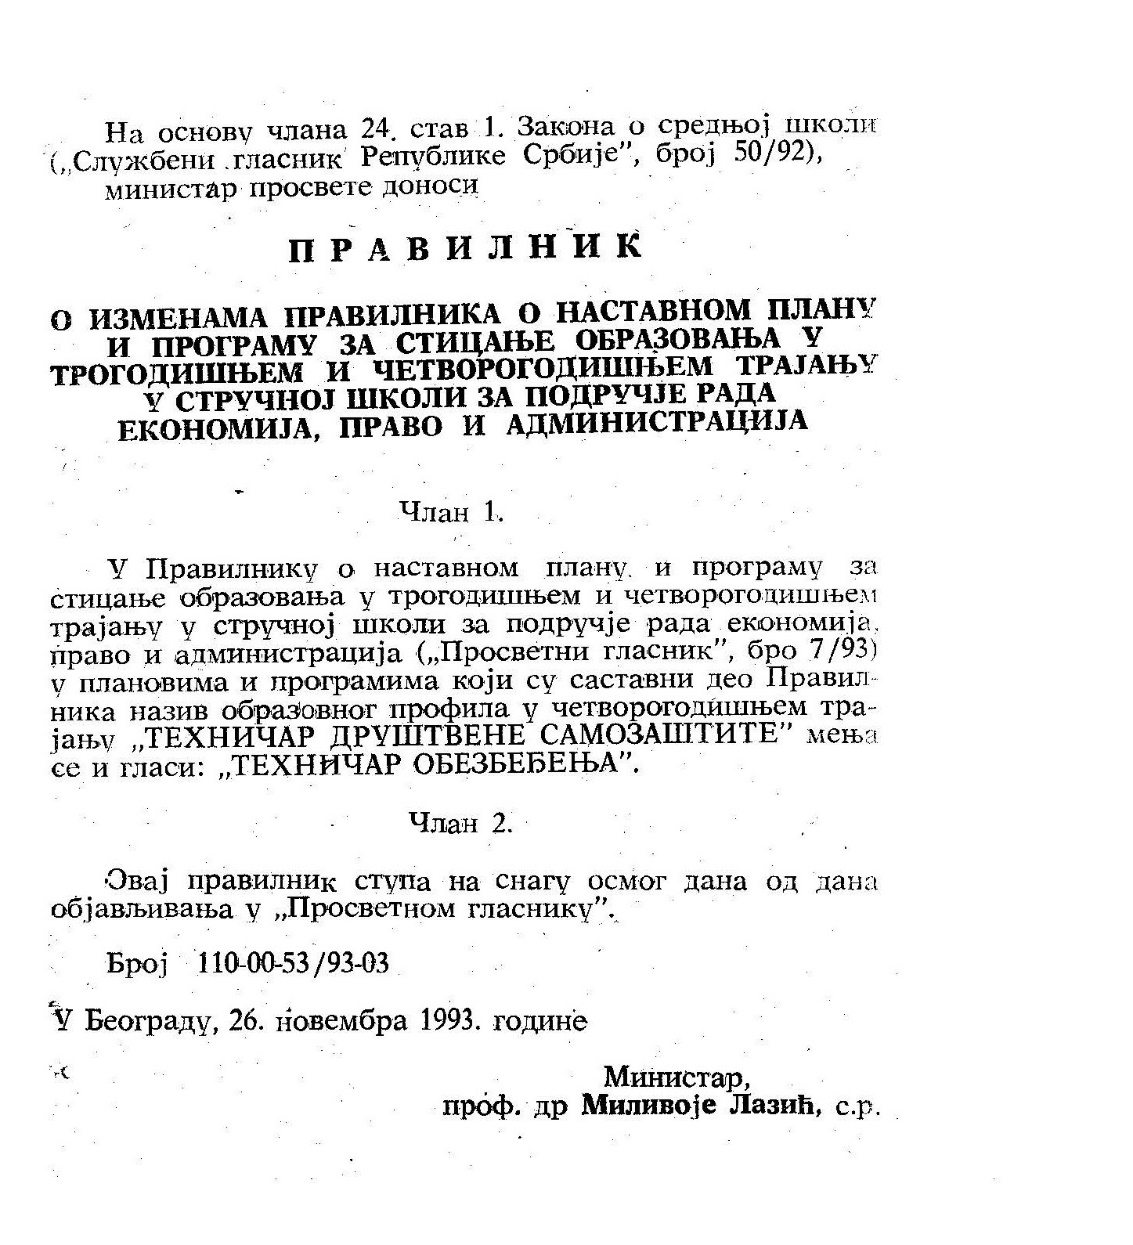 На основу члана 24. став 1. Закона о средњој школи
(„Службени гласник Републике Србије”, број 50/92),
министар просвете доноси
П Р А В И Л Н И К
О ИЗМЕНАМА ПРАВИЛНИКА О НАСТАВНОМ ПЛАНУ
И ПРОГРАМУ ЗА СТИЦАЊЕ ОБРАЗОВАЊА У
ТРОГОДИШЊЕМ И ЧЕТВОРОГОДИШЊЕМ ТРАЈАЊУ
У СТРУЧНОЈ ШКОЛИ ЗА ПОДРУЧЈЕ РАДА
ЕКОНОМИЈА, ПРАВО И АДМИНИСТРАЦИЈА
Члан 1.
У Правилнику о наставном плану и програму за
стицање образовања у трогодишњем и четворогодишњем
трајању у стручној школи за подручје рада економија,
право и администрација („Просветни гласник”, бро 7/93)
у плановима и програмима који су саставни део Правил-
ника назив образовног профила у четворогодишњем тра-
јању „ТЕХНИЧАР ДРУШТВЕНЕ САМОЗАШТИТЕ” мења
се и гласи: „ТЕХНИЧАР ОБЕЗБЕЂЕЊА”.
Члан 2.
Овај правилник ступа на снагу осмог дана од дана
објављивања у „Просветном гласнику”.
Број 110-00-53/93-03
У Београду, 26. новембра 1993. године
Министар,
проф. др Миливоје Лазић, с.р.